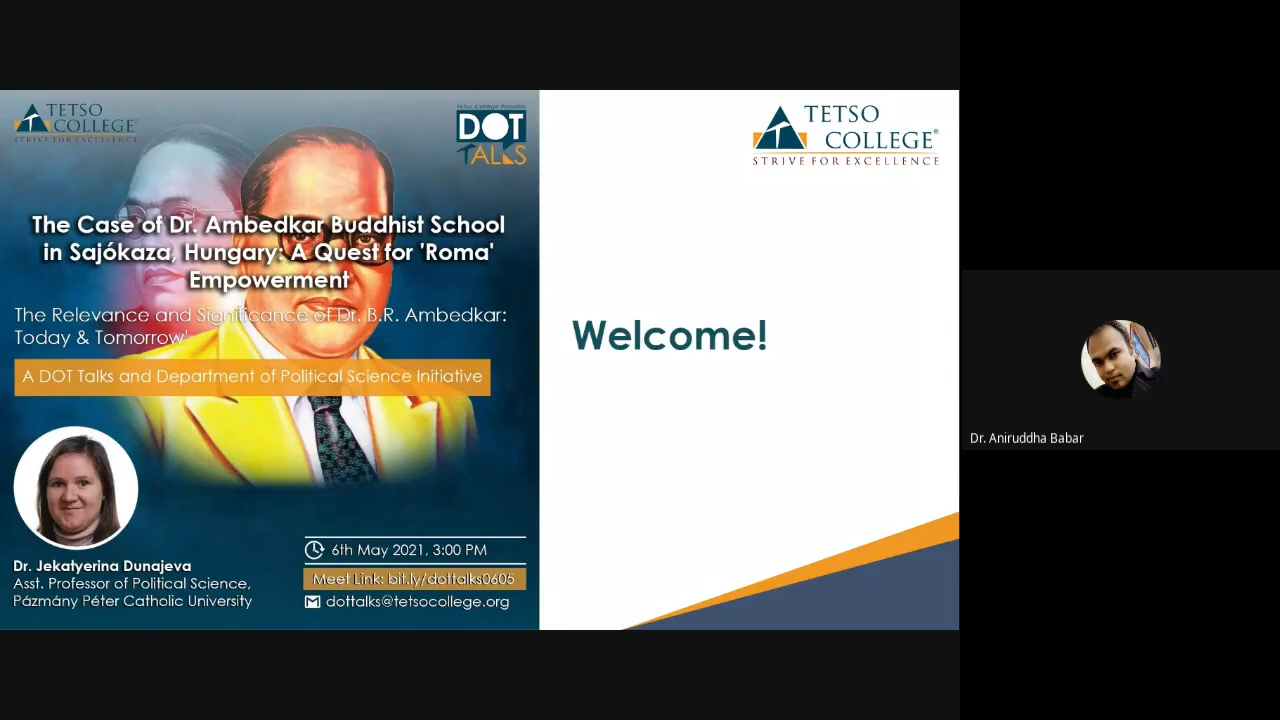 TETSO
COLLEGE
STRIVE FOR EXCELLENCE
Tetso College Presents
DOT
TALKS
The Case of Dr. Ambedkar Buddhist School
in Sajókaza, Hungary: A Quest for 'Roma'
Empowerment
The Relevance and Significance of Dr. B.R. Ambedkar:
Today & Tomorrow'
A DOT Talks and Department of Political Science Initiative
Dr. Jekatyerina Dunajeva
Asst. Professor of Political Science,
Pázmány Péter Catholic University
6th May 2021, 3:00 PM
Meet Link: bit.ly/dottalks0605
dottalks@tetsocollege.org
TETSO
COLLEGE®
STRIVE FOR EXCELLENCE
Welcome!
Dr. Aniruddha Babar